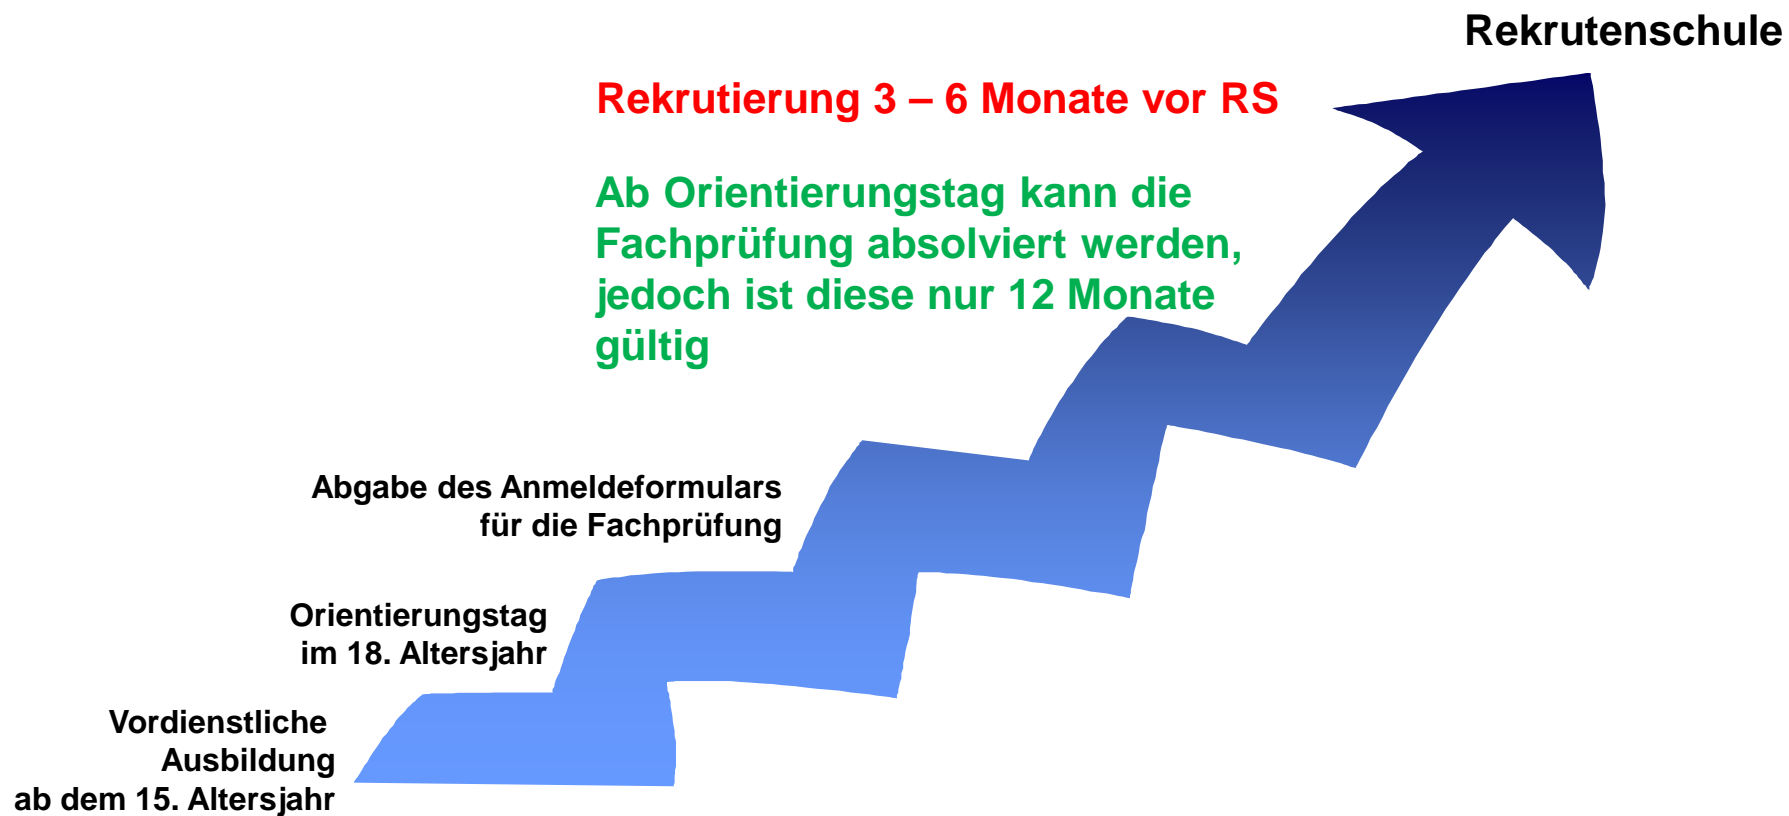 Rekrutenschule
Rekrutierung 3 – 6 Monate vor RS
Ab Orientierungstag kann die
Fachprüfung absolviert werden,
jedoch ist diese nur 12 Monate
gültig
Abgabe des Anmeldeformulars
für die Fachprüfung
Orientierungstag
im 18. Altersjahr
Vordienstliche
Ausbildung
ab dem 15. Altersjahr